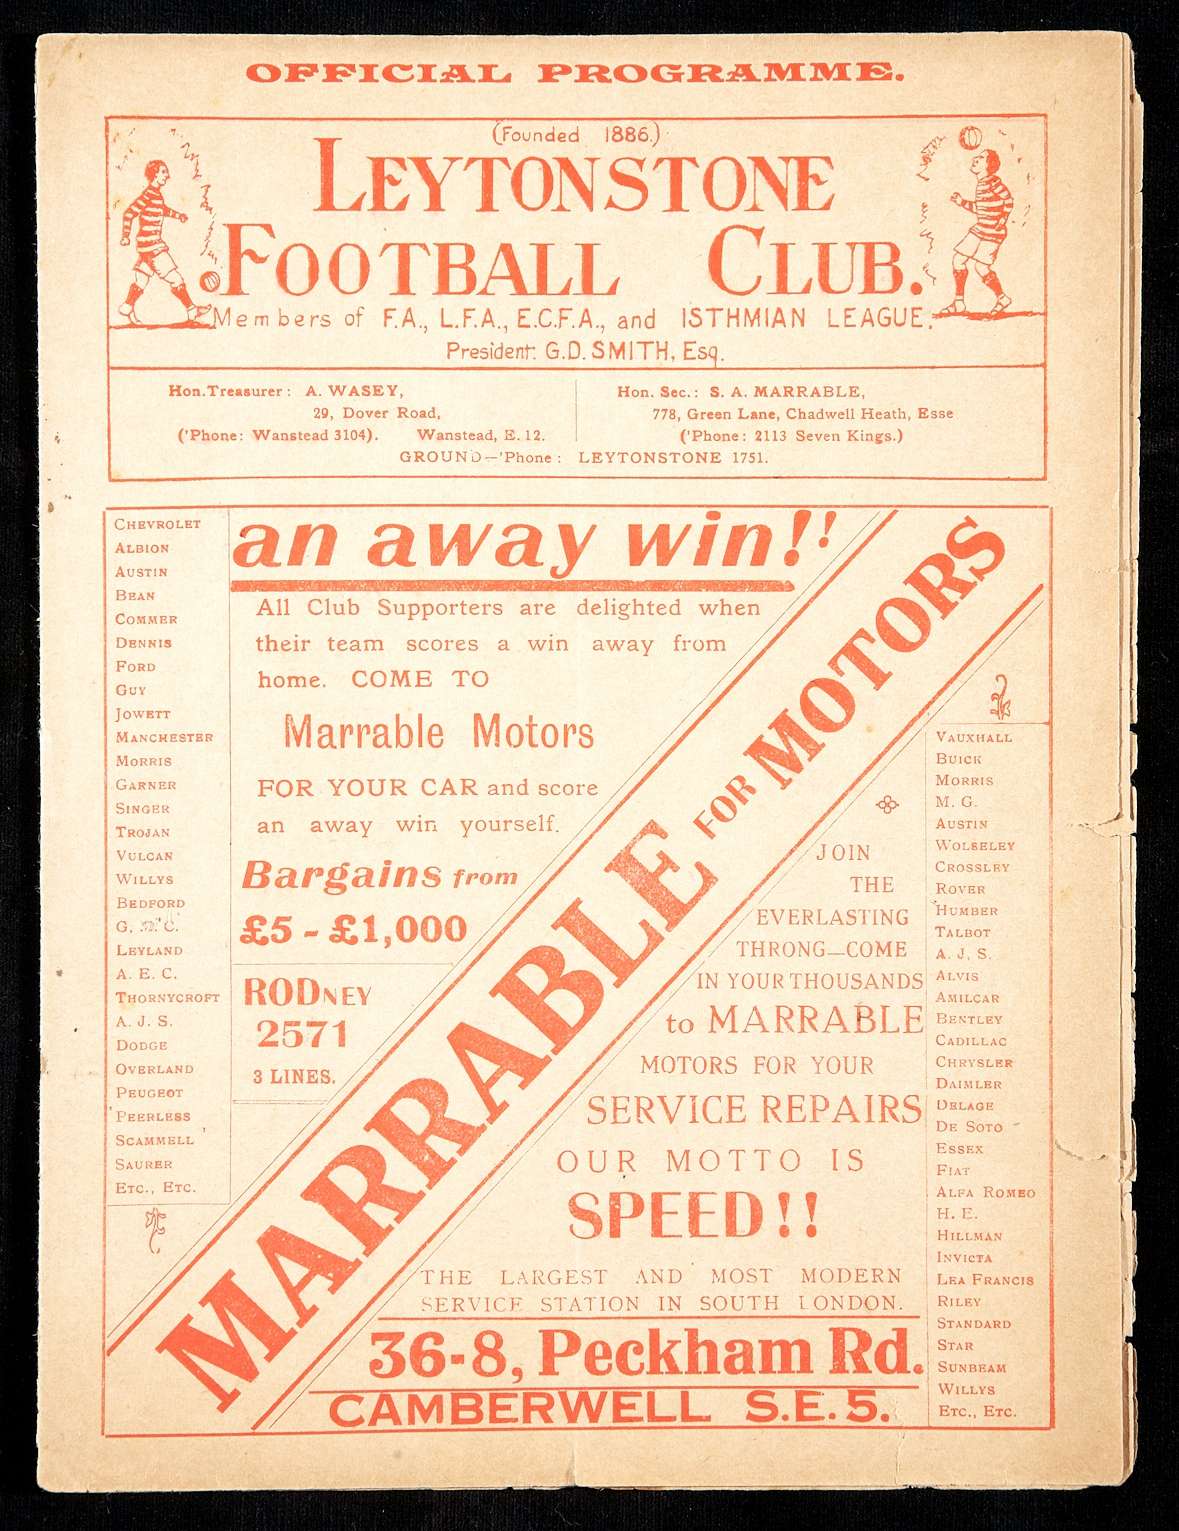 OFFICIAL PROGRAMME.
(Founded 1886.)
LEYTONSTONE
FOOTBALL CLUB.
Members of F.A., L.F.A., E.C.F.A., and ISTHMIAN LEAGUE.
President: G.D. SMITH, Esq.
Hon. Treasurer: A. WASEY,
29, Dover Road,
('Phone: Wanstead 3104). Wanstead, E. 12.
Hon. Sec.: S. A. MARRABLE,
778, Green Lane, Chadwell Heath, Esse
('Phone: 2113 Seven Kings.)
GROUND—'Phone: LEYTONSTONE 1751.
CHEVROLET
ALBION
AUSTIN
BEAN
COMMER
DENNIS
FORD
GUY
JOWETT
MANCHESTER
MORRIS
GARNER
SINGER
TROJAN
VULCAN
WILLYS
BEDFORD
G. M. C.
LEYLAND
A. E. C.
THORNYCROFT
A. J. S.
DODGE
OVERLAND
PEUGEOT
PEERLESS
SCAMMELL
SAURER
ETC., ETC.
an away win!!
All Club Supporters are delighted when
their team scores a win away from
home. COME TO
Marrable Motors
FOR YOUR CAR and score
an away win yourself.
Bargains from
£5 - £1,000
RODNEY
2571
3 LINES.
MARRABLE FOR MOTORS
JOIN
THE
EVERLASTING
THRONG—COME
IN YOUR THOUSANDS
to MARRABLE
MOTORS FOR YOUR
SERVICE REPAIRS
OUR MOTTO IS
SPEED!!
THE LARGEST AND MOST MODERN
SERVICE STATION IN SOUTH LONDON.
36-8, Peckham Rd.
CAMBERWELL S.E.5.
VAUXHALL
BUICK
MORRIS
M. G.
AUSTIN
WOLSELEY
CROSSLEY
ROVER
HUMBER
TALBOT
A. J. S.
ALVIS
AMILCAR
BENTLEY
CADILLAC
CHRYSLER
DAIMLER
DELAGE
DE SOTO
ESSEX
FIAT
ALFA ROMEO
H. E.
HILLMAN
INVICTA
LEA FRANCIS
RILEY
STANDARD
STAR
SUNBEAM
WILLYS
ETC., ETC.